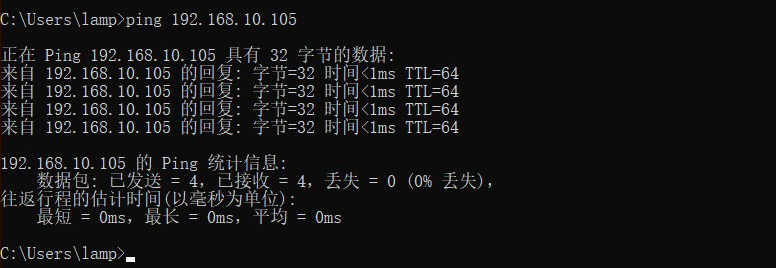 C:\Users\lamp>ping 192.168.10.105
正在 Ping 192.168.10.105 具有 32 字节的数据:
来自 192.168.10.105 的回复: 字节=32 时间<1ms TTL=64
来自 192.168.10.105 的回复: 字节=32 时间<1ms TTL=64
来自 192.168.10.105 的回复: 字节=32 时间<1ms TTL=64
来自 192.168.10.105 的回复: 字节=32 时间<1ms TTL=64
192.168.10.105 的 Ping 统计信息:
    数据包: 已发送 = 4，已接收 = 4，丢失 = 0 (0% 丢失)，
往返行程的估计时间(以毫秒为单位):
    最短 = 0ms，最长 = 0ms，平均 = 0ms
C:\Users\lamp>